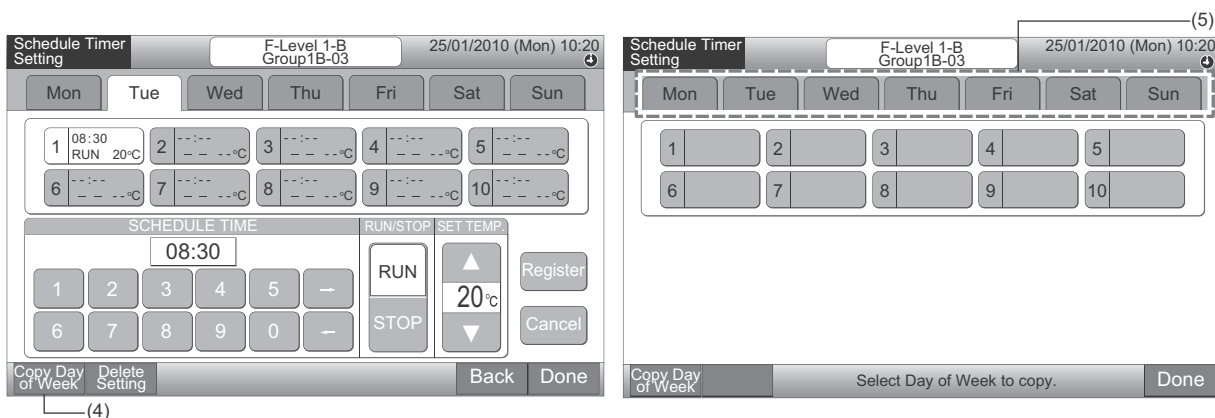 (5)
Schedule Timer
Setting
F-Level 1-B
Group1B-03
25/01/2010 (Mon) 10:20
Mon Tue Wed Thu Fri Sat Sun
1 08:30 RUN 20°C
2 --:-- – – --°C
3 --:-- – – --°C
4 --:-- – – --°C
5 --:-- – – --°C
6 --:-- – – --°C
7 --:-- – – --°C
8 --:-- – – --°C
9 --:-- – – --°C
10 --:-- – – --°C
SCHEDULE TIME RUN/STOP SET TEMP.
08:30
1 2 3 4 5 →
6 7 8 9 0 ←
RUN
STOP
▲
20°C
▼
Register
Cancel
Copy Day
of Week
Delete
Setting
Back Done
(4)
Schedule Timer
Setting
F-Level 1-B
Group1B-03
25/01/2010 (Mon) 10:20
Mon Tue Wed Thu Fri Sat Sun
1 2 3 4 5
6 7 8 9 10
Copy Day
of Week
Select Day of Week to copy.
Done